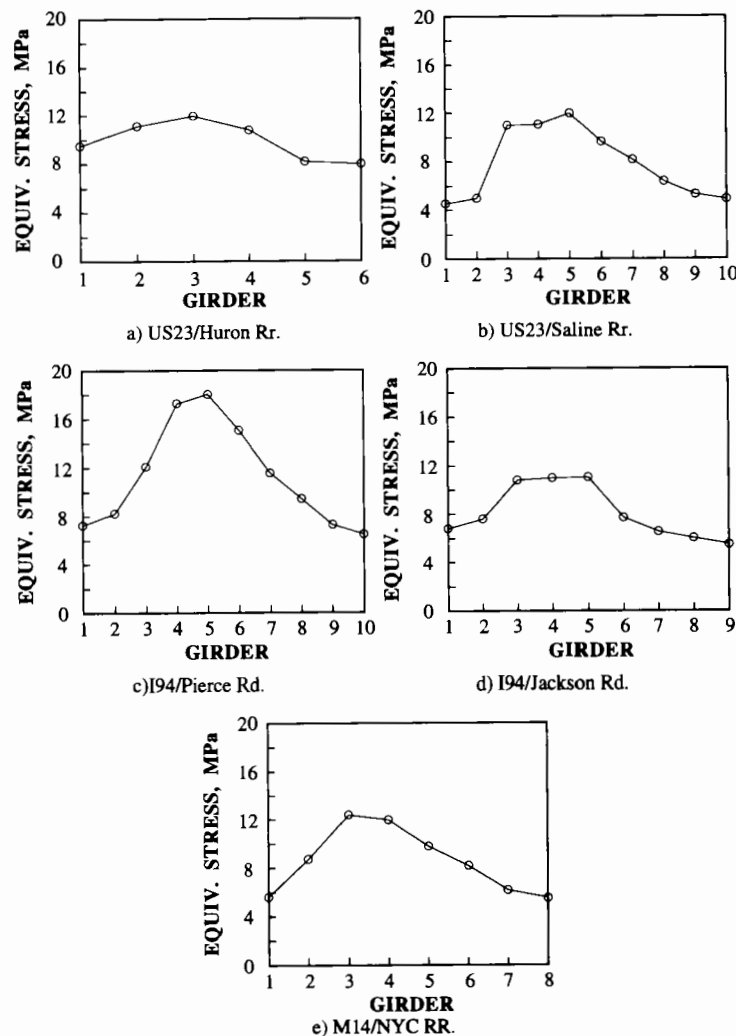 EQUIV. STRESS, MPa
20
16
12
8
4
0
1 2 3 4 5 6
GIRDER
a) US23/Huron Rr.
EQUIV. STRESS, MPa
20
16
12
8
4
0
1 2 3 4 5 6 7 8 9 10
GIRDER
b) US23/Saline Rr.
EQUIV. STRESS, MPa
20
16
12
8
4
0
1 2 3 4 5 6 7 8 9 10
GIRDER
c)I94/Pierce Rd.
EQUIV. STRESS, MPa
20
16
12
8
4
0
1 2 3 4 5 6 7 8 9
GIRDER
d) I94/Jackson Rd.
EQUIV. STRESS, MPa
20
16
12
8
4
0
1 2 3 4 5 6 7 8
GIRDER
e) M14/NYC RR.